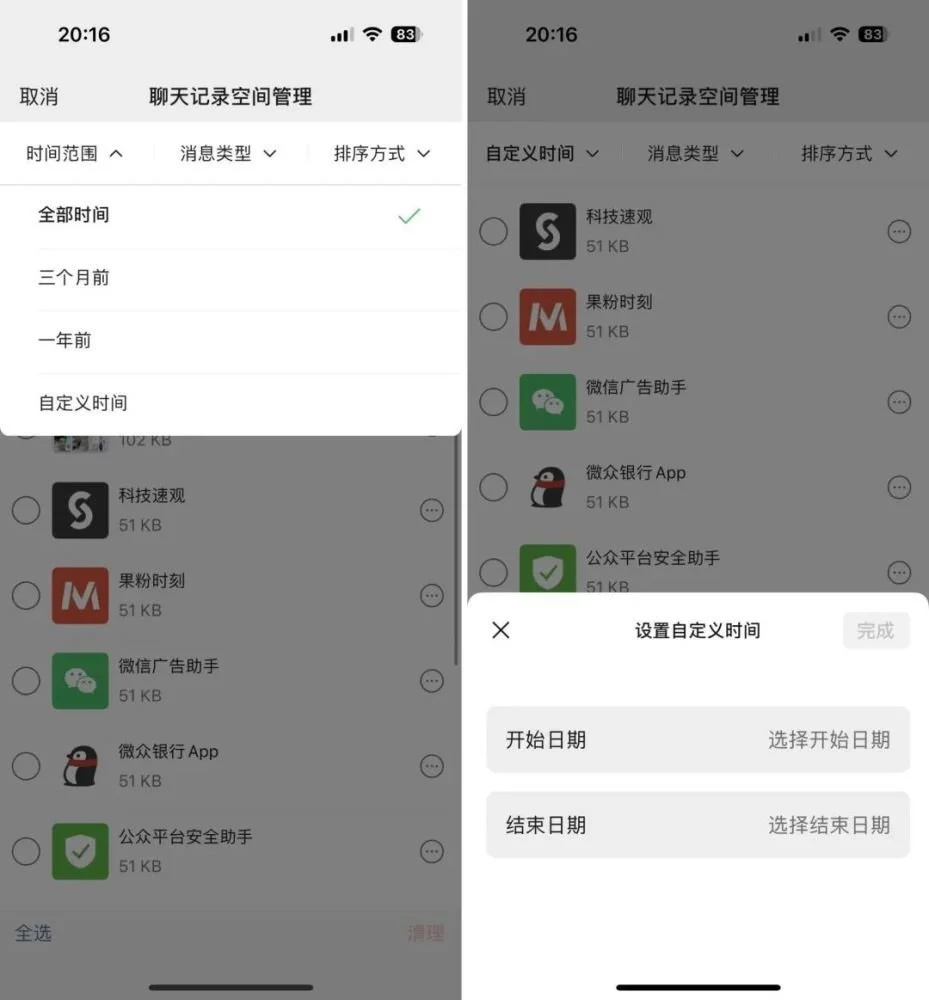 20:16
83
取消
聊天记录空间管理
时间范围
消息类型
排序方式
全部时间
三个月前
一年前
自定义时间
102 KB
科技速观
51 KB
果粉时刻
51 KB
微信广告助手
51 KB
微众银行App
51 KB
公众平台安全助手
51 KB
全选
清理
20:16
83
取消
聊天记录空间管理
自定义时间
消息类型
排序方式
科技速观
51 KB
果粉时刻
51 KB
微信广告助手
51 KB
微众银行App
51 KB
公众平台安全助手
51 KB
设置自定义时间
完成
开始日期
选择开始日期
结束日期
选择结束日期